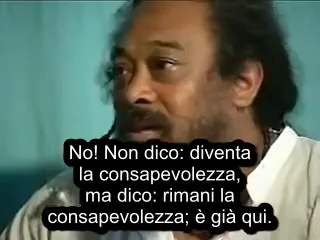 No! Non dico: diventa
la consapevolezza,
ma dico: rimani la
consapevolezza; è già qui.